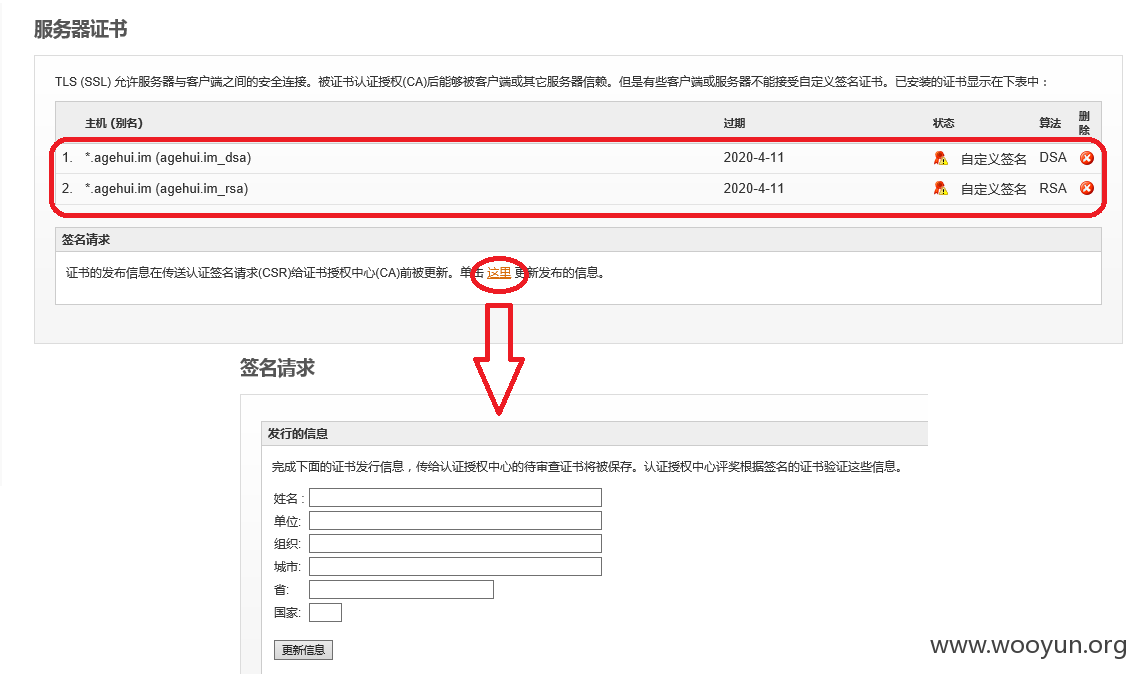 服务器证书
TLS (SSL) 允许服务器与客户端之间的安全连接。被证书认证授权(CA)后能够被客户端或其它服务器信赖。但是有些客户端或服务器不能接受自定义签名证书。已安装的证书显示在下表中：
主机 (别名) 过期 状态 算法 删除
1. *.agehui.im (agehui.im_dsa) 2020-4-11 自定义签名 DSA
2. *.agehui.im (agehui.im_rsa) 2020-4-11 自定义签名 RSA
签名请求
证书的发布信息在传送认证签名请求(CSR)给证书授权中心(CA)前被更新。单击 这里 更新发布的信息。
签名请求
发行的信息
完成下面的证书发行信息，传给认证授权中心的待审查证书将被保存。认证授权中心评奖根据签名的证书验证这些信息。
姓名：
单位:
组织:
城市:
省:
国家:
更新信息
www.wooyun.org